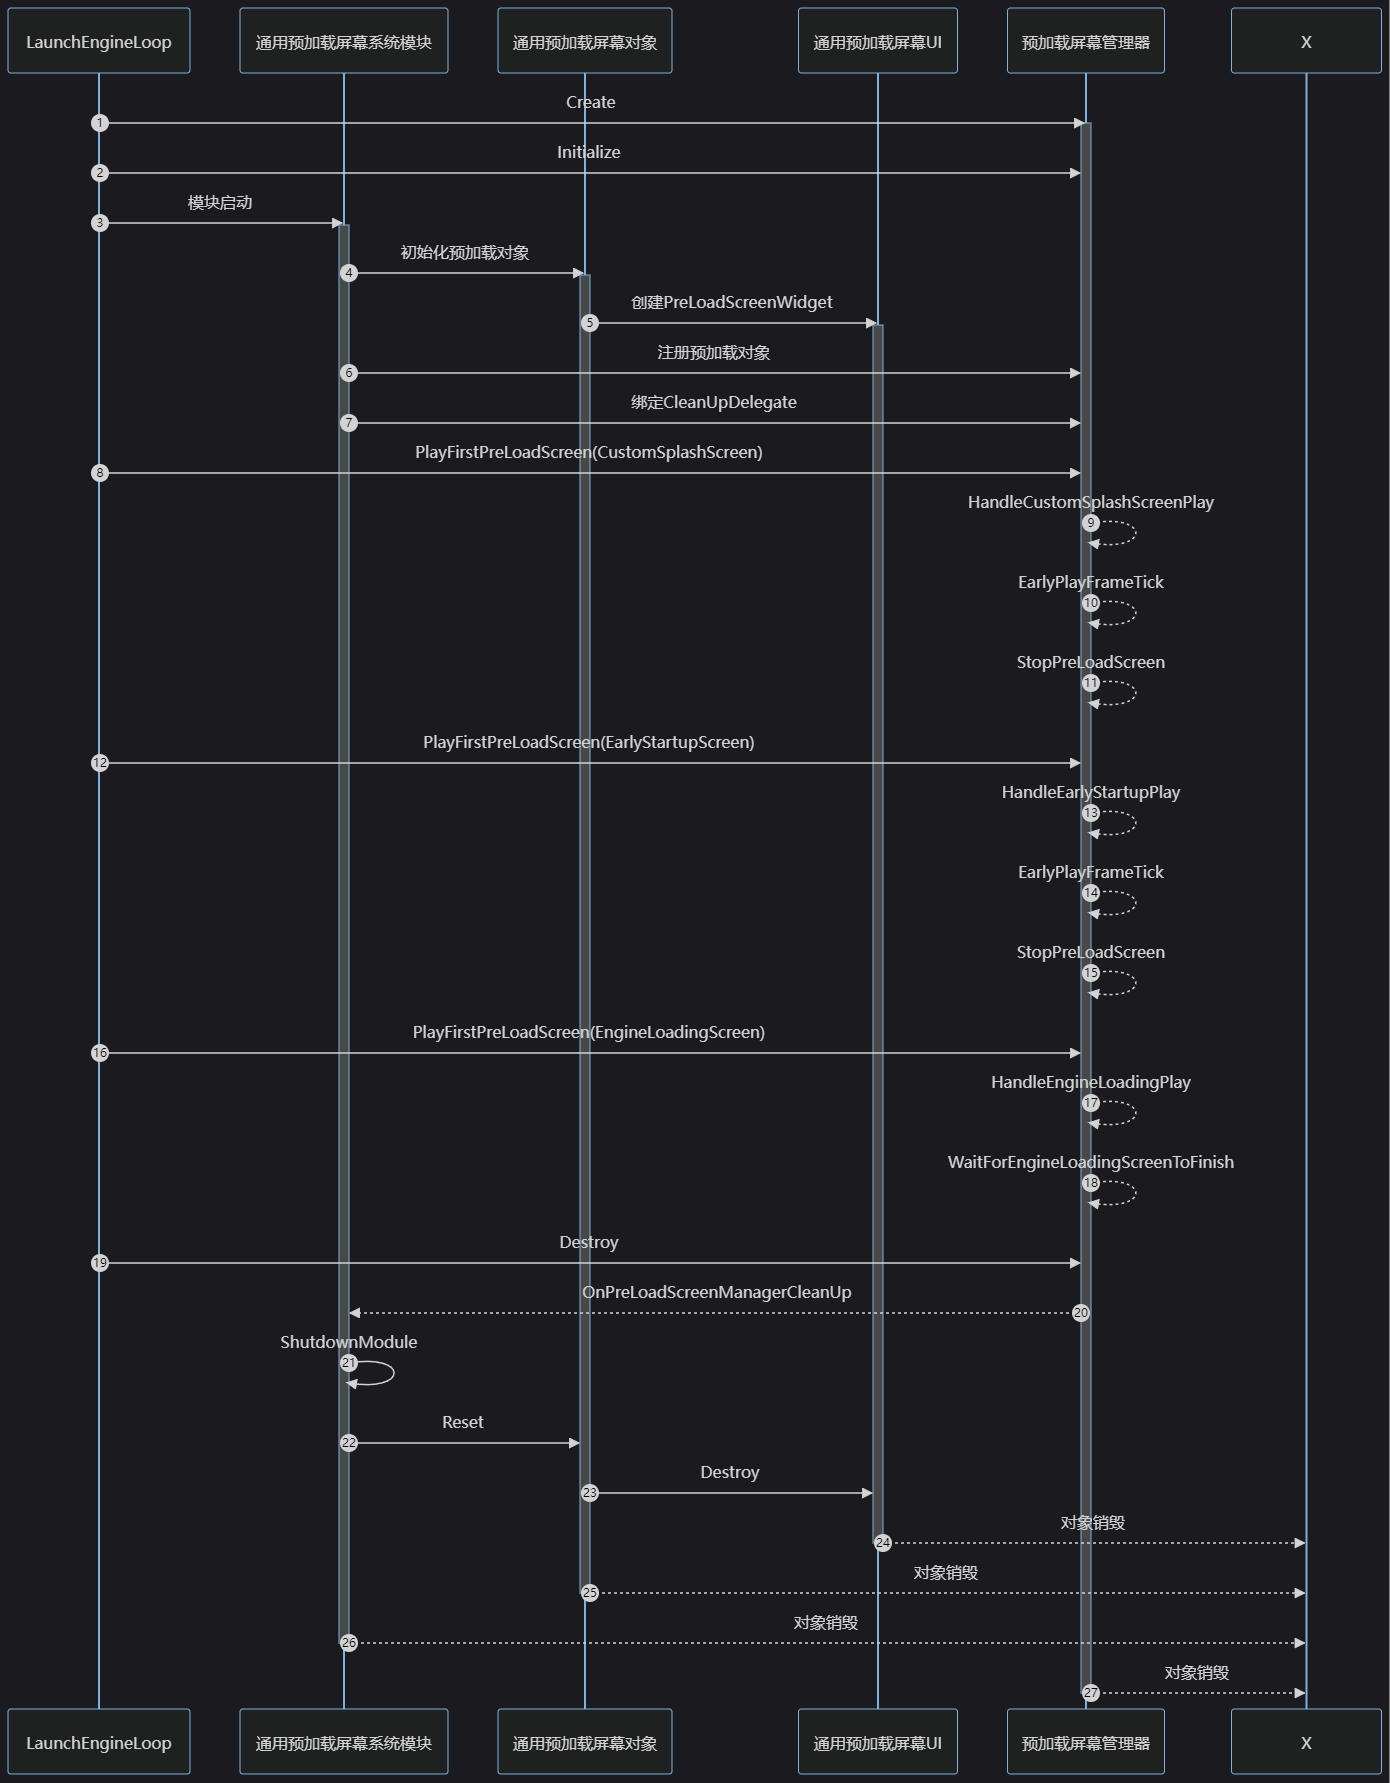 LaunchEngineLoop
通用预加载屏幕系统模块
通用预加载屏幕对象
通用预加载屏幕UI
预加载屏幕管理器
X
Create
1
Initialize
2
模块启动
3
初始化预加载对象
4
创建PreLoadScreenWidget
5
注册预加载对象
6
绑定CleanUpDelegate
7
PlayFirstPreLoadScreen(CustomSplashScreen)
8
HandleCustomSplashScreenPlay
9
EarlyPlayFrameTick
10
StopPreLoadScreen
11
PlayFirstPreLoadScreen(EarlyStartupScreen)
12
HandleEarlyStartupPlay
13
EarlyPlayFrameTick
14
StopPreLoadScreen
15
PlayFirstPreLoadScreen(EngineLoadingScreen)
16
HandleEngineLoadingPlay
17
WaitForEngineLoadingScreenToFinish
18
Destroy
19
OnPreLoadScreenManagerCleanUp
20
ShutdownModule
21
Reset
22
Destroy
23
对象销毁
24
对象销毁
25
对象销毁
26
对象销毁
27
LaunchEngineLoop
通用预加载屏幕系统模块
通用预加载屏幕对象
通用预加载屏幕UI
预加载屏幕管理器
X